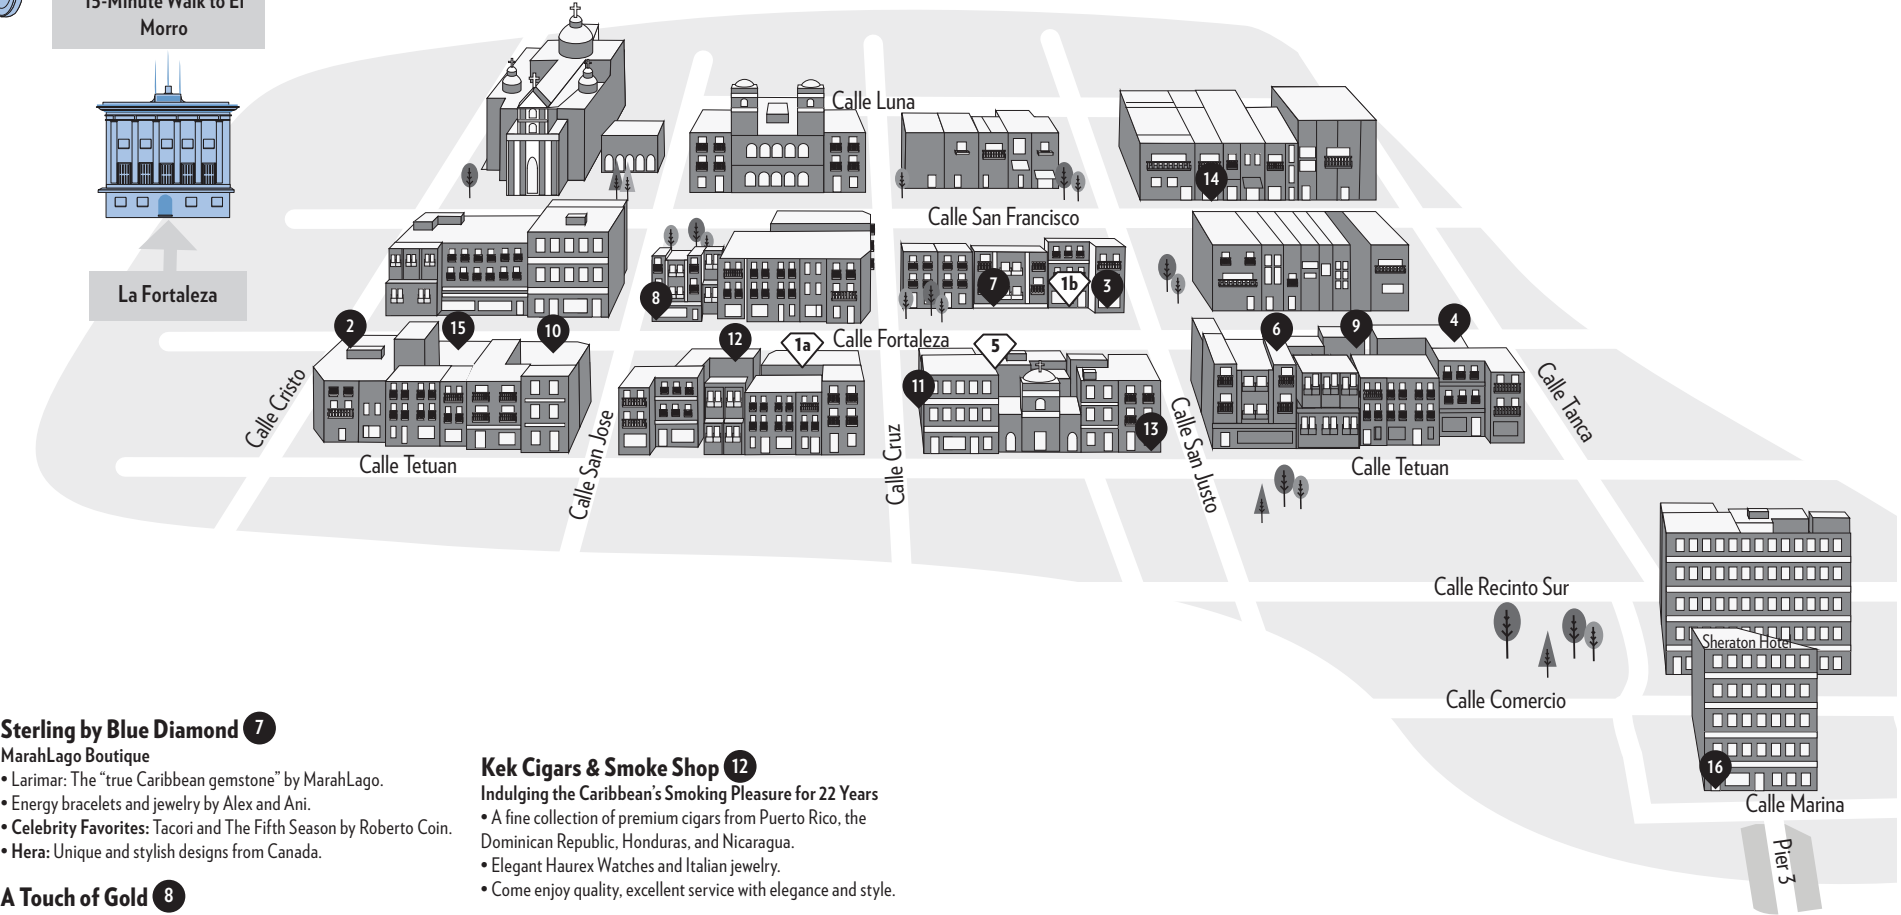 15-Minute Walk to El
Morro
La Fortaleza
Calle Luna
14
Calle San Francisco
8
7
1b
3
2
15
10
12
1a
Calle Fortaleza
5
6
9
4
11
13
Calle Cristo
Calle San Jose
Calle Cruz
Calle San Justo
Calle Tanca
Calle Tetuan
Calle Tetuan
Calle Recinto Sur
Sheraton Hotel
Calle Comercio
16
Calle Marina
Pier 3
Sterling by Blue Diamond 7
MarahLago Boutique
• Larimar: The “true Caribbean gemstone” by MarahLago.
• Energy bracelets and jewelry by Alex and Ani.
• Celebrity Favorites: Tacori and The Fifth Season by Roberto Coin.
• Hera: Unique and stylish designs from Canada.
A Touch of Gold 8
Kek Cigars & Smoke Shop 12
Indulging the Caribbean’s Smoking Pleasure for 22 Years
• A fine collection of premium cigars from Puerto Rico, the
Dominican Republic, Honduras, and Nicaragua.
• Elegant Haurex Watches and Italian jewelry.
• Come enjoy quality, excellent service with elegance and style.